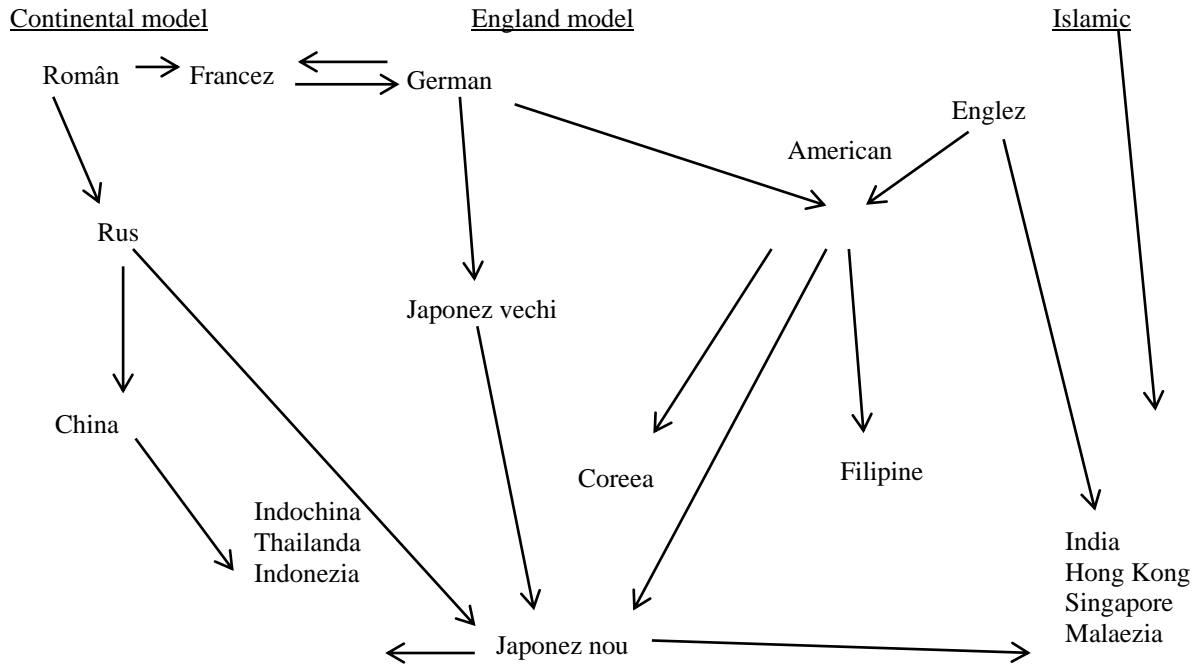 Continental model
England model
Islamic
Român
Francez
German
Englez
American
Rus
Japonez vechi
China
Coreea
Filipine
Indochina
Thailanda
Indonezia
India
Hong Kong
Singapore
Malaezia
Japonez nou